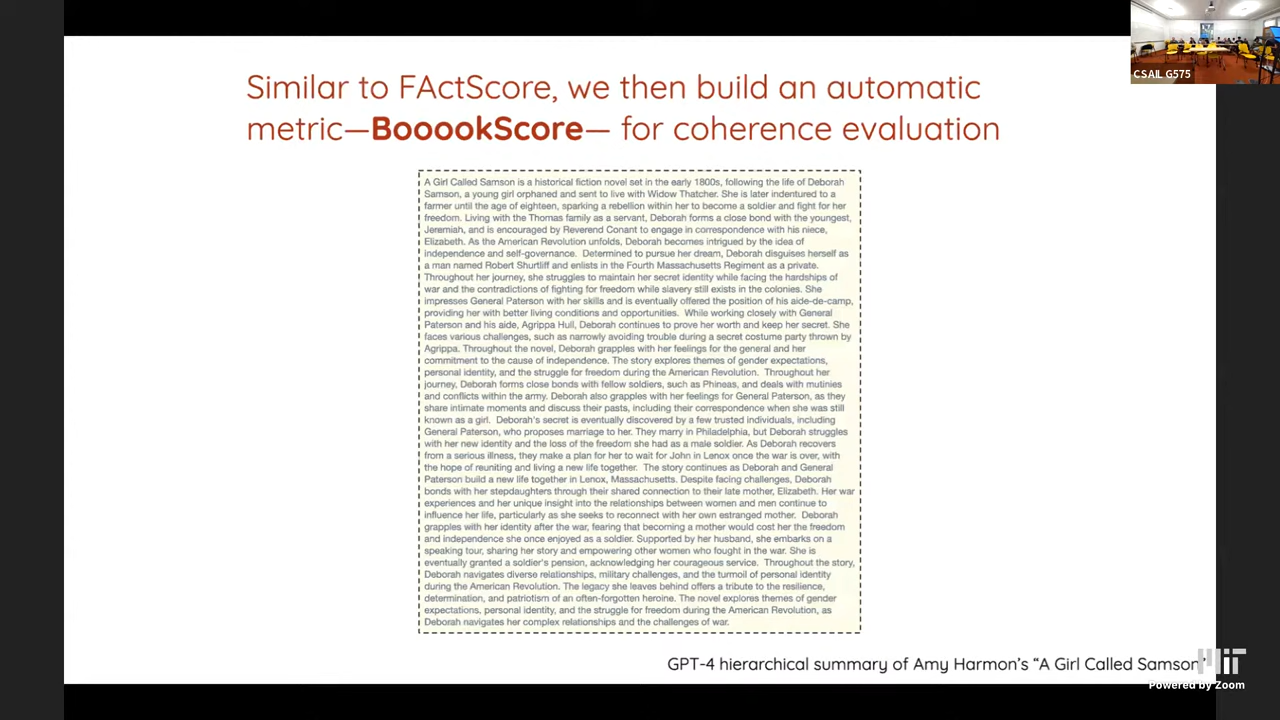 Similar to FActScore, we then build an automatic
metric—BooookScore— for coherence evaluation
A Girl Called Samson is a historical fiction novel set in the early 1800s, following the life of Deborah
Samson, a young girl orphaned and sent to live with Widow Thatcher. She is later indentured to a
farmer until the age of eighteen, sparking a rebellion within her to become a soldier and fight for her
freedom. Living with the Thomas family as a servant, Deborah forms a close bond with the youngest,
Jeremiah, and is encouraged by Reverend Conant to engage in correspondence with his niece,
Elizabeth. As the American Revolution unfolds, Deborah becomes intrigued by the idea of
independence and self-governance.  Determined to pursue her dream, Deborah disguises herself as
a man named Robert Shurtliff and enlists in the Fourth Massachusetts Regiment as a private.
Throughout her journey, she struggles to maintain her secret identity while facing the hardships of
war and the contradictions of fighting for freedom while slavery still exists in the colonies. She
impresses General Paterson with her skills and is eventually offered the position of his aide-de-camp,
providing her with better living conditions and opportunities.  While working closely with General
Paterson and his aide, Agrippa Hull, Deborah continues to prove her worth and keep her secret. She
faces various challenges, such as narrowly avoiding trouble during a secret costume party thrown by
Agrippa. Throughout the novel, Deborah grapples with her feelings for the general and her
commitment to the cause of independence. The story explores themes of gender expectations,
personal identity, and the struggle for freedom during the American Revolution.  Throughout her
journey, Deborah forms close bonds with fellow soldiers, such as Phineas, and deals with mutinies
and conflicts within the army. Deborah also grapples with her feelings for General Paterson, as they
share intimate moments and discuss their pasts, including their correspondence when she was still
known as a girl.  Deborah's secret is eventually discovered by a few trusted individuals, including
General Paterson, who proposes marriage to her. They marry in Philadelphia, but Deborah struggles
with her new identity and the loss of the freedom she had as a male soldier. As Deborah recovers
from a serious illness, they make a plan for her to wait for John in Lenox once the war is over, with
the hope of reuniting and living a new life together.  The story continues as Deborah and General
Paterson build a new life together in Lenox, Massachusetts. Despite facing challenges, Deborah
bonds with her stepdaughters through their shared connection to their late mother, Elizabeth. Her war
experiences and her unique insight into the relationships between women and men continue to
influence her life, particularly as she seeks to reconnect with her own estranged mother.  Deborah
grapples with her identity after the war, fearing that becoming a mother would cost her the freedom
and independence she once enjoyed as a soldier. Supported by her husband, she embarks on a
speaking tour, sharing her story and empowering other women who fought in the war. She is
eventually granted a soldier's pension, acknowledging her courageous service.  Throughout the story,
Deborah navigates diverse relationships, military challenges, and the turmoil of personal identity
during the American Revolution. The legacy she leaves behind offers a tribute to the resilience,
determination, and patriotism of an often-forgotten heroine. The novel explores themes of gender
expectations, personal identity, and the struggle for freedom during the American Revolution, as
Deborah navigates her complex relationships and the challenges of war.
GPT-4 hierarchical summary of Amy Harmon's “A Girl Called Samson”
CSAIL G575
MIT
Powered by Zoom